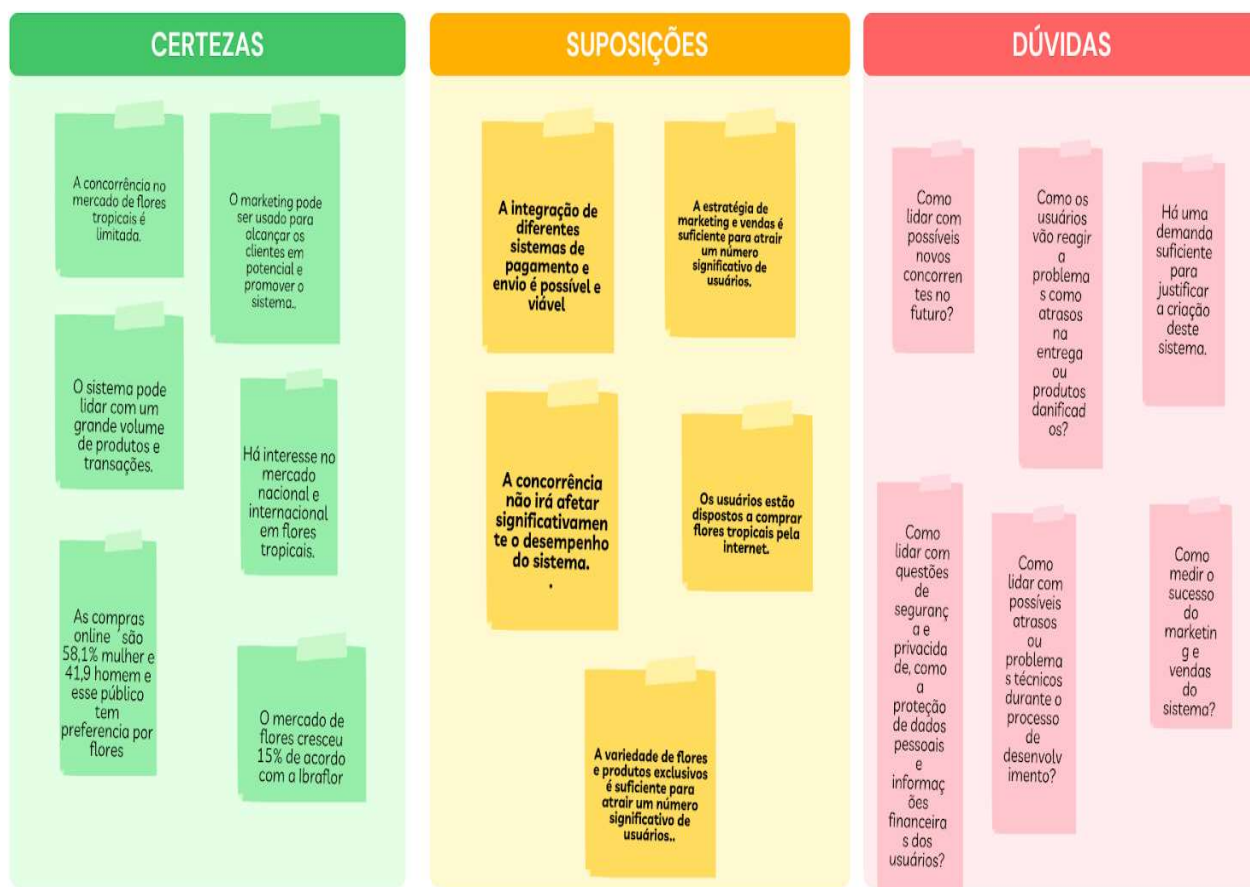 CERTEZAS
A concorrência no
mercado de flores
tropicais é
limitada.
O marketing pode
ser usado para
alcançar os
clientes em
potencial e
promover o
sistema..
O sistema pode
lidar com um
grande volume
de produtos e
transações.
Há interesse no
mercado
nacional e
internacional
em flores
tropicais.
As compras
online ´são
58,1% mulher e
41,9 homem e
esse público
tem
preferencia por
flores
O mercado de
flores cresceu
15% de acordo
com a Ibraflor
SUPOSIÇÕES
A integração de
diferentes
sistemas de
pagamento e
envio é possível e
viável
A estratégia de
marketing e vendas é
suficiente para atrair
um número
significativo de
usuários.
A concorrência
não irá afetar
significativamen
te o desempenho
do sistema.
.
Os usuários estão
dispostos a comprar
flores tropicais pela
internet.
A variedade de flores
e produtos exclusivos
é suficiente para
atrair um número
significativo de
usuários..
DÚVIDAS
Como
lidar com
possíveis
novos
concorren
tes no
futuro?
Como os
usuários
vão reagir
a
problema
s como
atrasos
na
entrega
ou
produtos
danificad
os?
Há uma
demanda
suficiente
para
justificar
a criação
deste
sistema.
Como
lidar com
questões
de
seguranç
a e
privacida
de, como
a
proteção
de dados
pessoais
e
informaç
ões
financeira
s dos
usuários?
Como
lidar com
possíveis
atrasos
ou
problema
s técnicos
durante o
processo
de
desenvolv
imento?
Como
medir o
sucesso
do
marketin
g e
vendas
do
sistema?